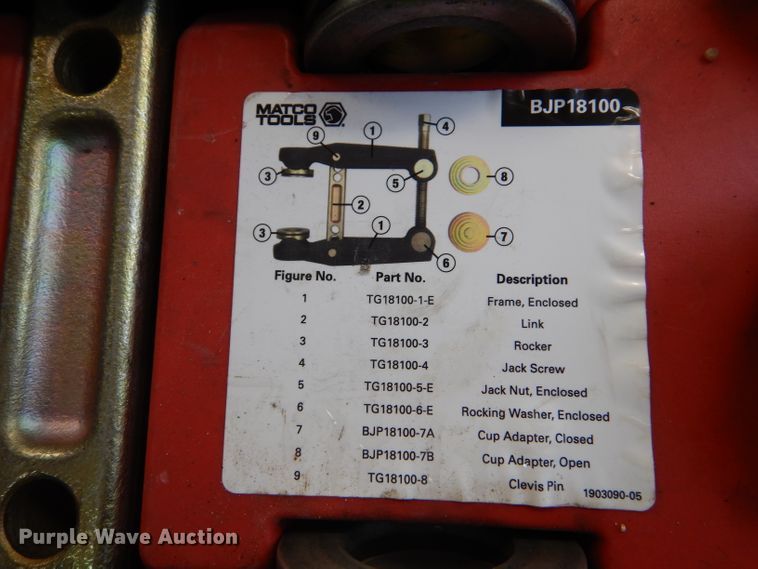 MATCO
TOOLS
BJP18100
9
1
4
3
5
8
2
3
1
7
6
Figure No. Part No. Description
1 TG18100-1-E Frame, Enclosed
2 TG18100-2 Link
3 TG18100-3 Rocker
4 TG18100-4 Jack Screw
5 TG18100-5-E Jack Nut, Enclosed
6 TG18100-6-E Rocking Washer, Enclosed
7 BJP18100-7A Cup Adapter, Closed
8 BJP18100-7B Cup Adapter, Open
9 TG18100-8 Clevis Pin
1903090-05
Purple Wave Auction